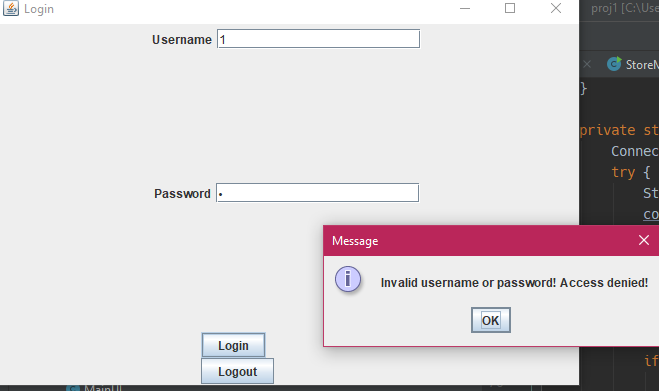 Login
proj1 [C:\Use
Username 1
StoreM
}
private st
Connec
try {
St
co
Password •
Message
Invalid username or password! Access denied!
OK
Login
if
Logout
MainUI